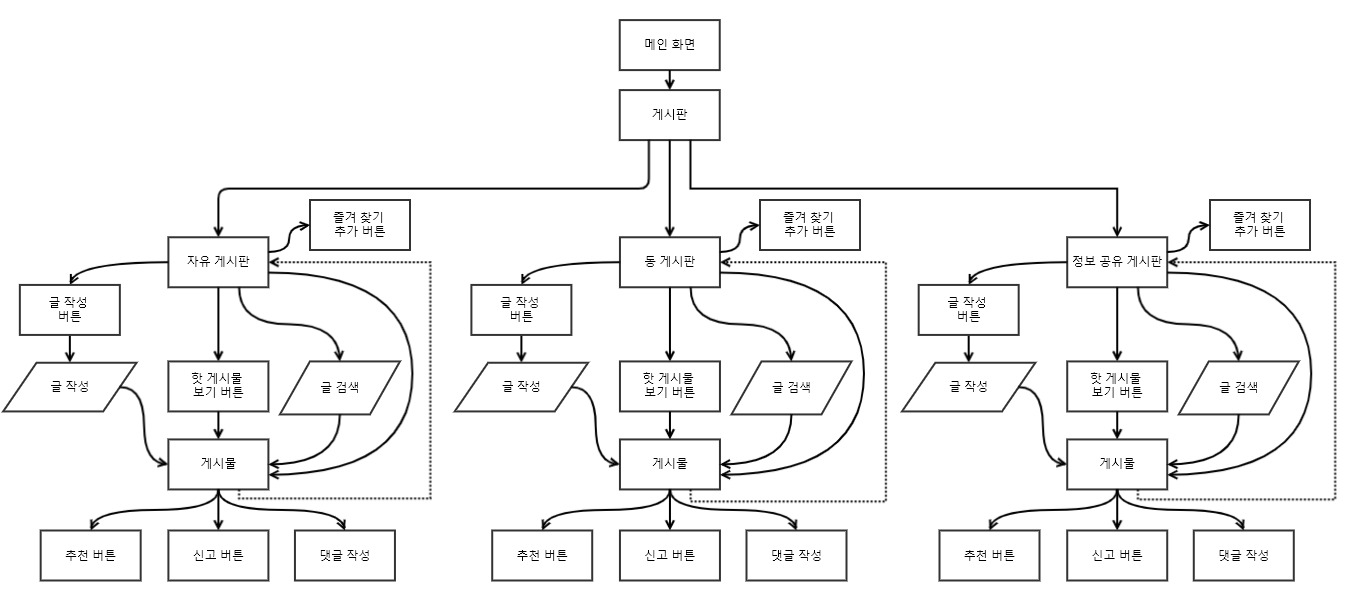 메인 화면
게시판
즐겨 찾기
추가 버튼
즐겨 찾기
추가 버튼
즐겨 찾기
추가 버튼
자유 게시판
동 게시판
정보 공유 게시판
글 작성
버튼
글 작성
버튼
글 작성
버튼
글 작성
핫 게시물
보기 버튼
글 검색
글 작성
핫 게시물
보기 버튼
글 검색
글 작성
핫 게시물
보기 버튼
글 검색
게시물
게시물
게시물
추천 버튼
신고 버튼
댓글 작성
추천 버튼
신고 버튼
댓글 작성
추천 버튼
신고 버튼
댓글 작성